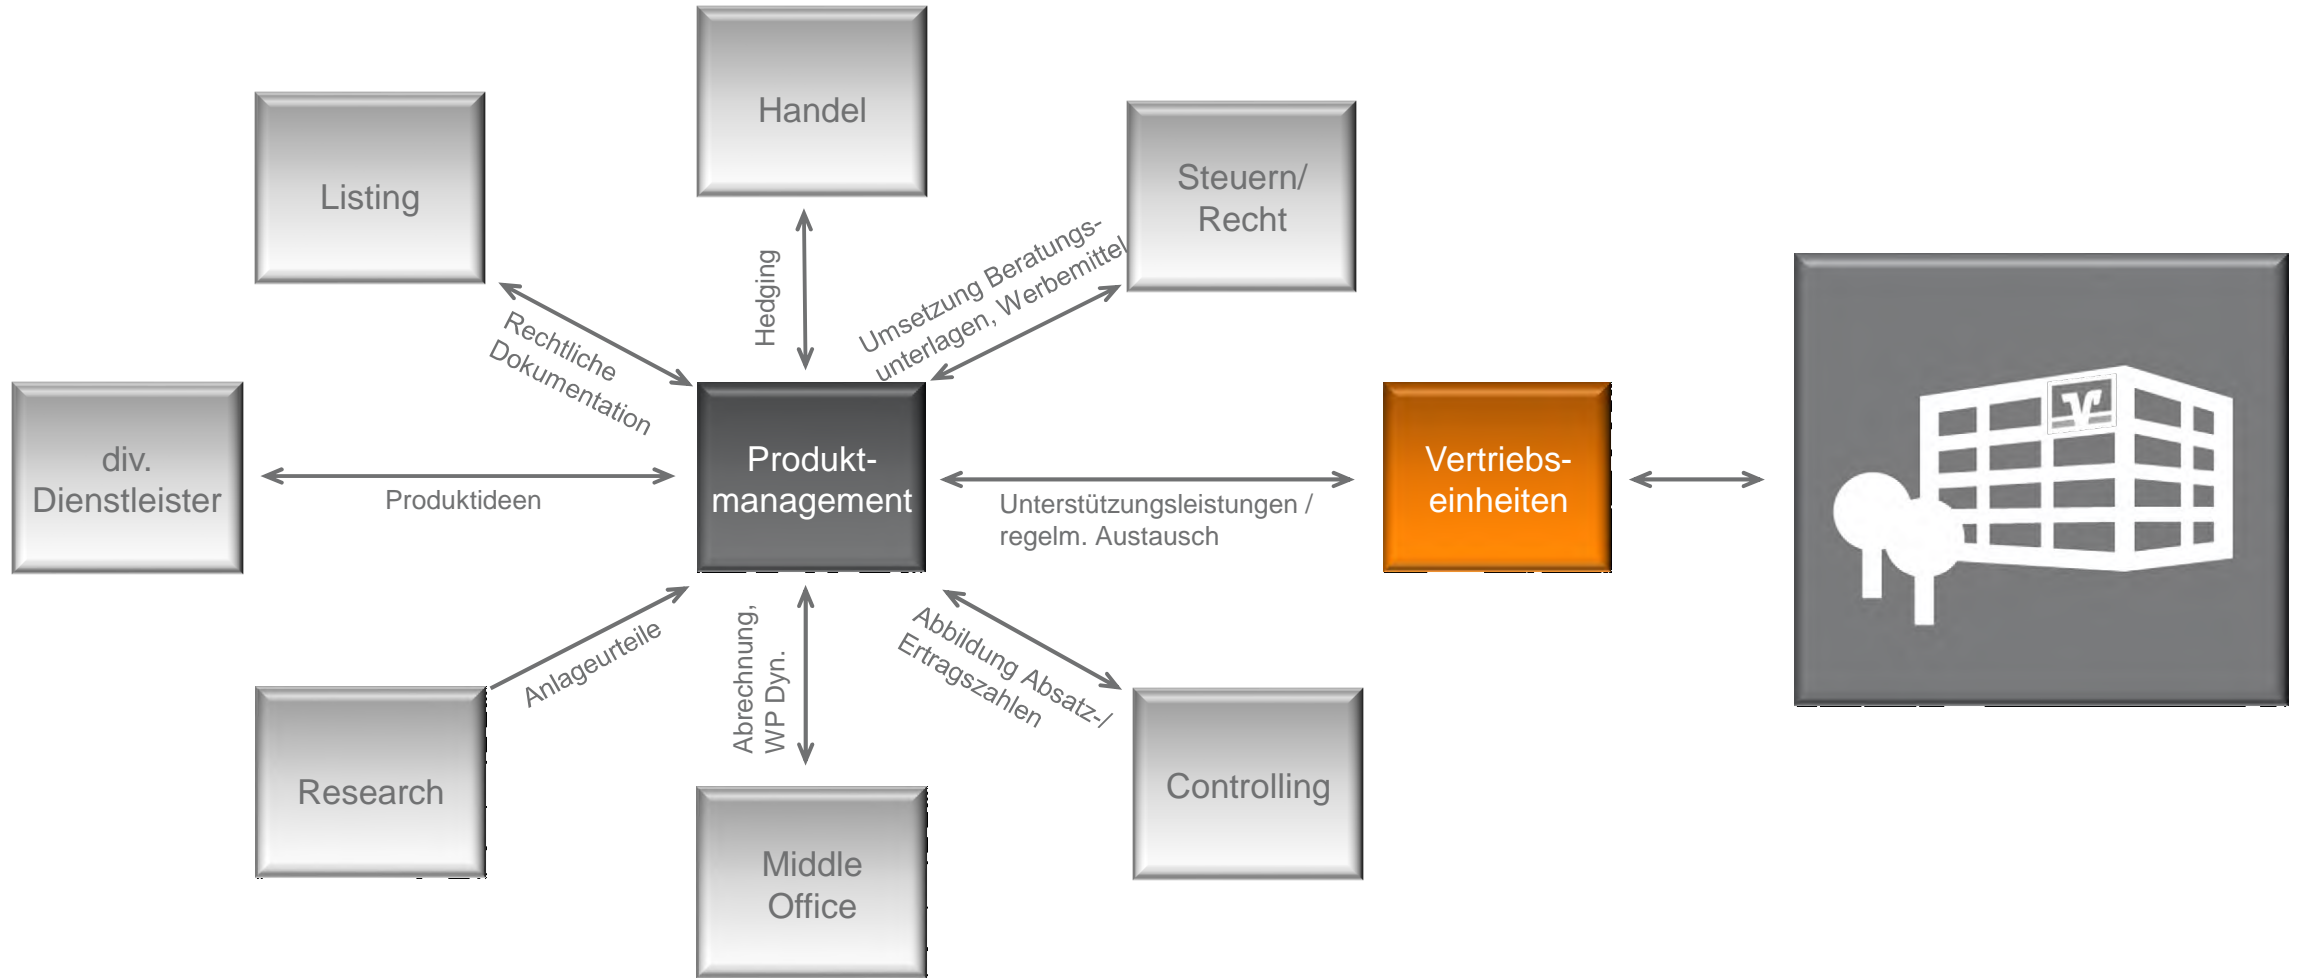 Handel
Listing
Steuern/
Recht
Hedging
Umsetzung Beratungs-
unterlagen, Werbemittel
Rechtliche
Dokumentation
div.
Dienstleister
Produktideen
Produkt-
management
Unterstützungsleistungen /
regelm. Austausch
Vertriebs-
einheiten
Anlageurteile
Abrechnung,
WP Dyn.
Abbildung Absatz-/
Ertragszahlen
Research
Middle
Office
Controlling